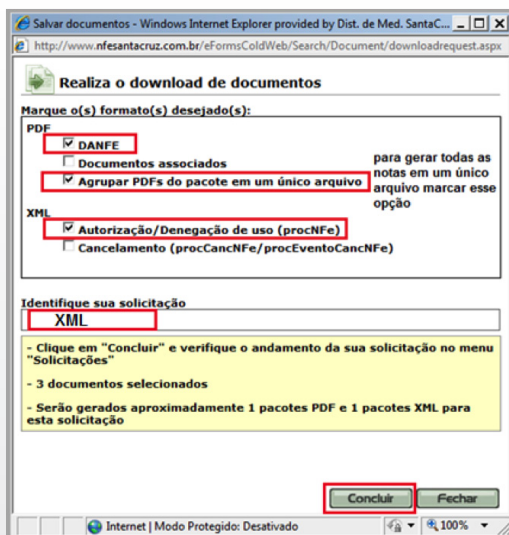 Salvar documentos - Windows Internet Explorer provided by Dist. de Med. SantaC...
http://www.nfesantacruz.com.br/eFormsColdWeb/Search/Document/downloadrequest.aspx
Realiza o download de documentos
Marque o(s) formato(s) desejado(s):
PDF
DANFE
Documentos associados
Agrupar PDFs do pacote em um único arquivo
para gerar todas as
notas em um único
arquivo marcar esse
opção
XML
Autorização/Denegação de uso (procNFe)
Cancelamento (procCancNFe/procEventoCancNFe)
Identifique sua solicitação
XML
- Clique em "Concluir" e verifique o andamento da sua solicitação no menu
"Solicitações"
- 3 documentos selecionados
- Serão gerados aproximadamente 1 pacotes PDF e 1 pacotes XML para
esta solicitação
Concluir
Fechar
Internet | Modo Protegido: Desativado
100%